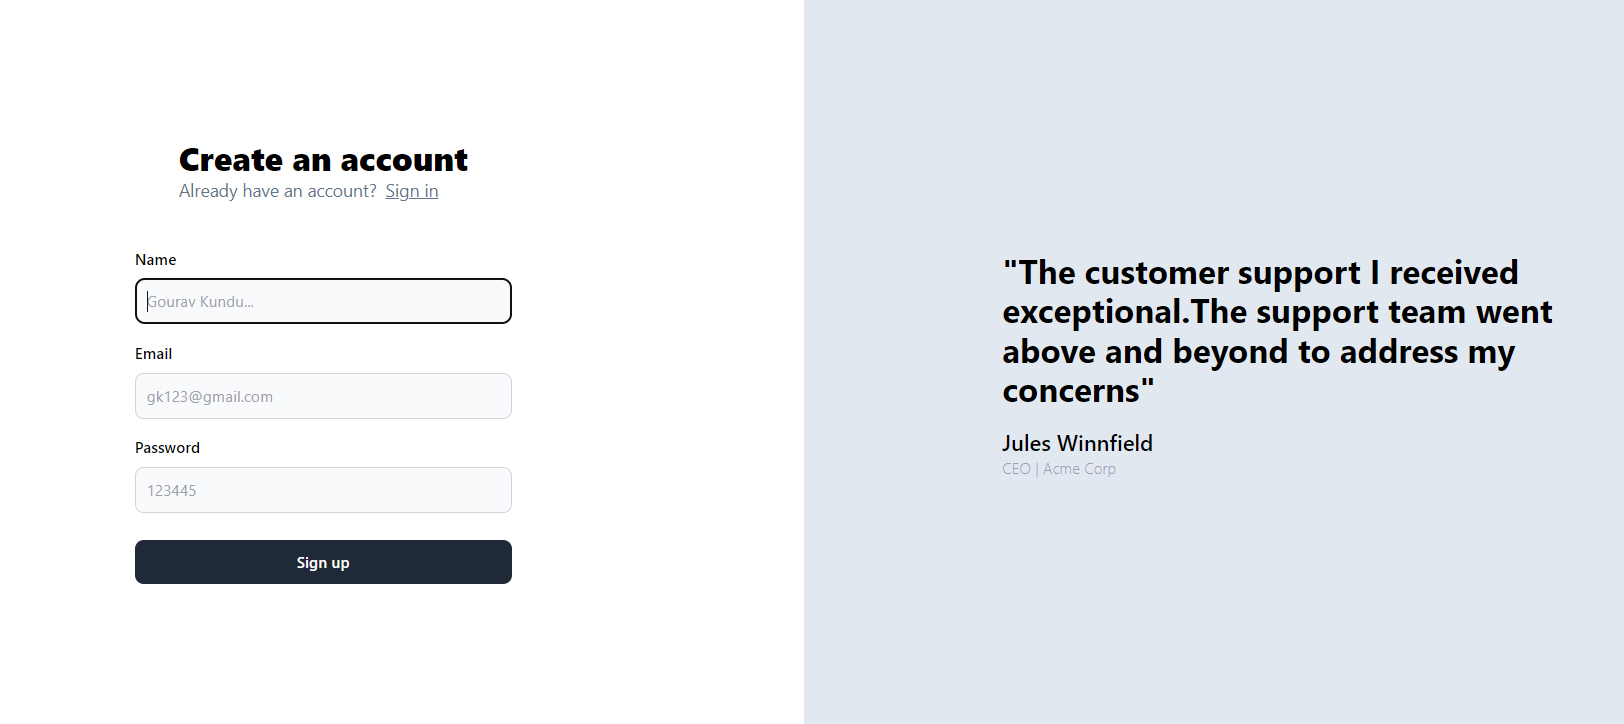 Create an account
Already have an account? Sign in
Name
Gourav Kundu...
Email
gk123@gmail.com
Password
123445
Sign up
"The customer support I received
exceptional.The support team went
above and beyond to address my
concerns"
Jules Winnfield
CEO | Acme Corp